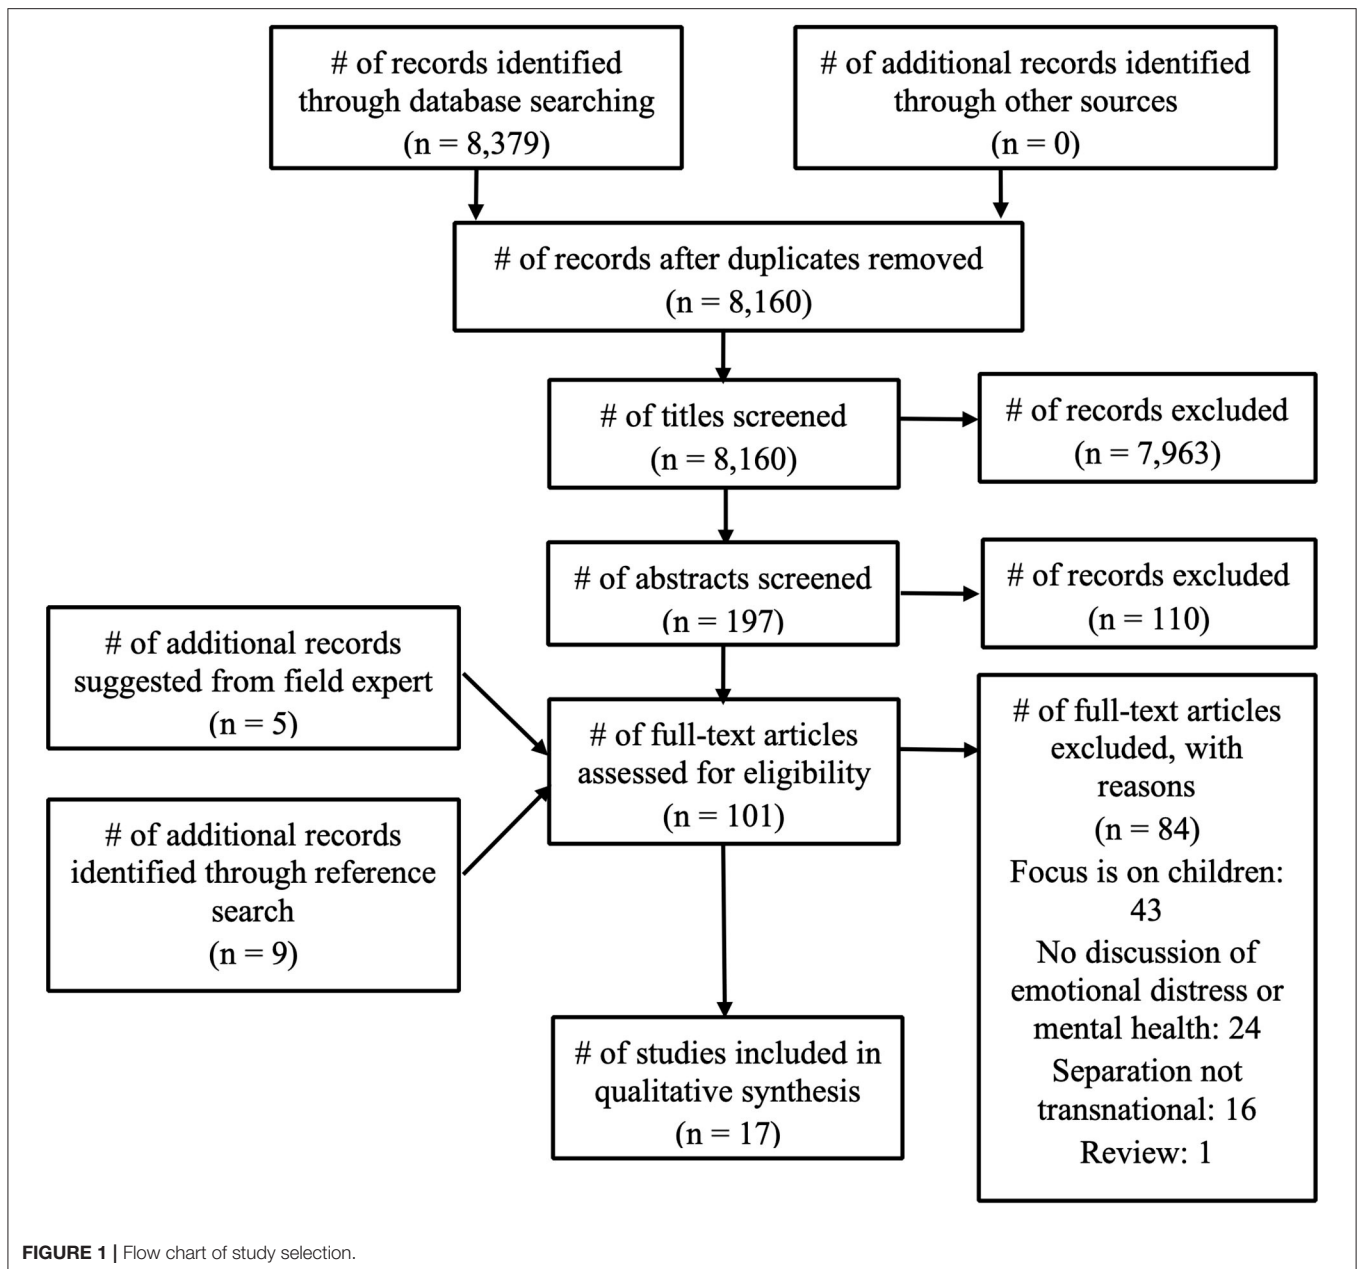 # of records identified
through database searching
(n = 8,379)
# of additional records identified
through other sources
(n = 0)
# of records after duplicates removed
(n = 8,160)
# of titles screened
(n = 8,160)
# of records excluded
(n = 7,963)
# of abstracts screened
(n = 197)
# of records excluded
(n = 110)
# of additional records
suggested from field expert
(n = 5)
# of additional records
identified through reference
search
(n = 9)
# of full-text articles
assessed for eligibility
(n = 101)
# of full-text articles
excluded, with
reasons
(n = 84)
Focus is on children:
43
No discussion of
emotional distress or
mental health: 24
Separation not
transnational: 16
Review: 1
# of studies included in
qualitative synthesis
(n = 17)
FIGURE 1 | Flow chart of study selection.